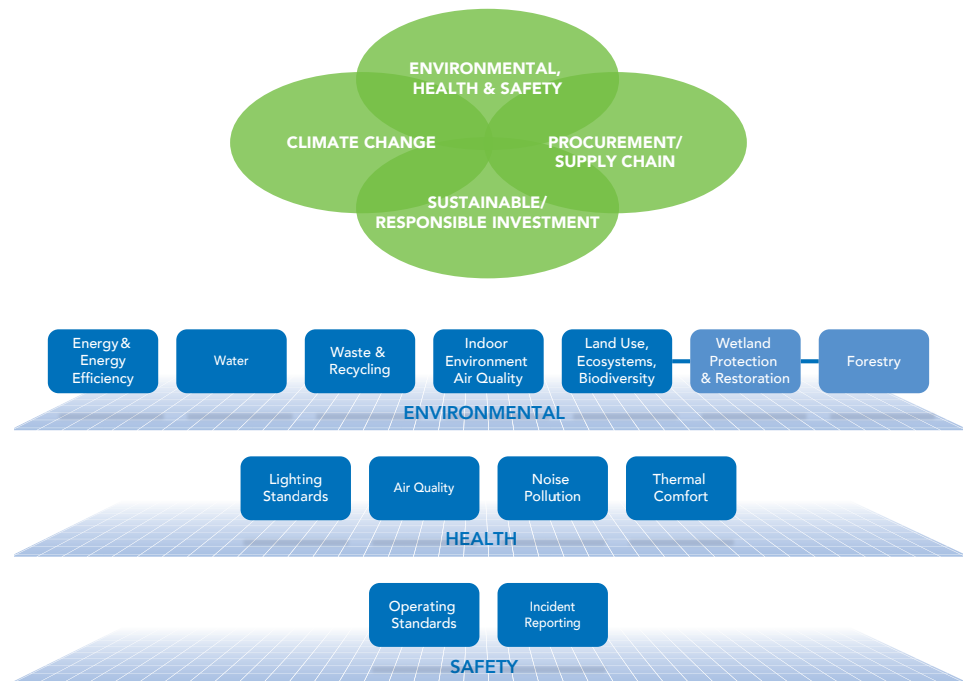 ENVIRONMENTAL,
HEALTH & SAFETY
CLIMATE CHANGE
PROCUREMENT/
SUPPLY CHAIN
SUSTAINABLE/
RESPONSIBLE INVESTMENT
Energy &
Energy
Efficiency
Water
Waste &
Recycling
Indoor
Environment
Air Quality
Land Use,
Ecosystems,
Biodiversity
Wetland
Protection
& Restoration
Forestry
ENVIRONMENTAL
Lighting
Standards
Air Quality
Noise
Pollution
Thermal
Comfort
HEALTH
Operating
Standards
Incident
Reporting
SAFETY